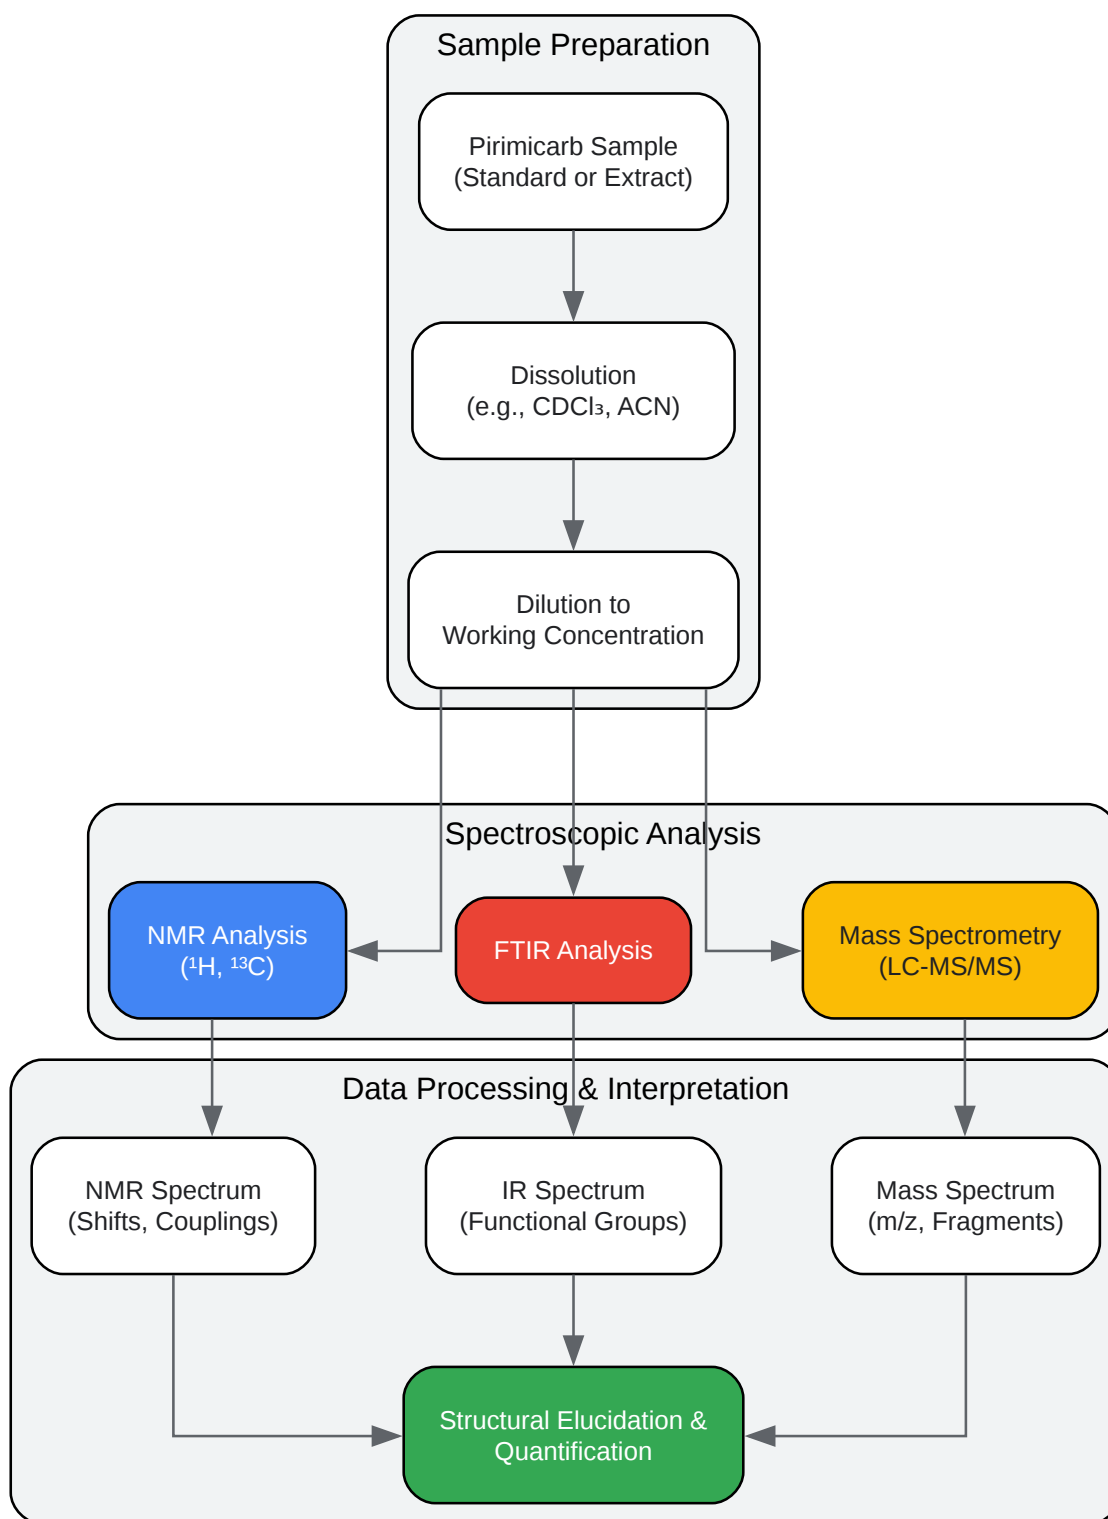 Sample Preparation
Pirimicarb Sample
(Standard or Extract)
Dissolution
(e.g., CDCl₃, ACN)
Dilution to
Working Concentration
Spectroscopic Analysis
NMR Analysis
(¹H, ¹³C)
FTIR Analysis
Mass Spectrometry
(LC-MS/MS)
Data Processing & Interpretation
NMR Spectrum
(Shifts, Couplings)
IR Spectrum
(Functional Groups)
Mass Spectrum
(m/z, Fragments)
Structural Elucidation &
Quantification